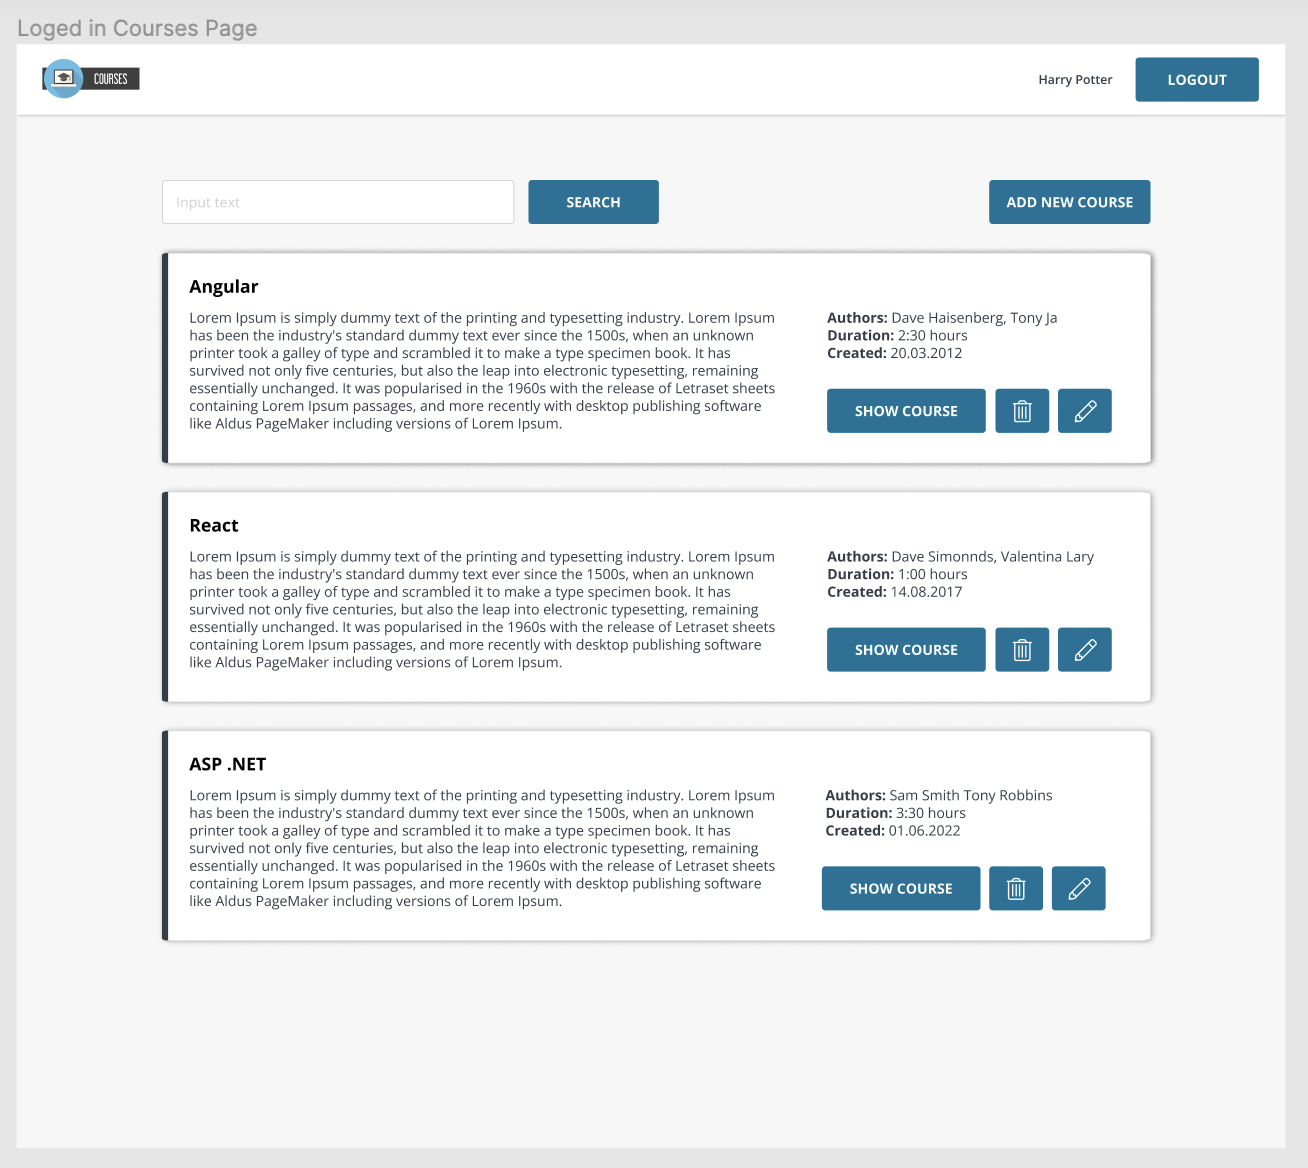 Loged in Courses Page
COURSES
Harry Potter
LOGOUT
Input text
SEARCH
ADD NEW COURSE
Angular
Lorem Ipsum is simply dummy text of the printing and typesetting industry. Lorem Ipsum
has been the industry's standard dummy text ever since the 1500s, when an unknown
printer took a galley of type and scrambled it to make a type specimen book. It has
survived not only five centuries, but also the leap into electronic typesetting, remaining
essentially unchanged. It was popularised in the 1960s with the release of Letraset sheets
containing Lorem Ipsum passages, and more recently with desktop publishing software
like Aldus PageMaker including versions of Lorem Ipsum.
Authors: Dave Haisenberg, Tony Ja
Duration: 2:30 hours
Created: 20.03.2012
SHOW COURSE
React
Lorem Ipsum is simply dummy text of the printing and typesetting industry. Lorem Ipsum
has been the industry's standard dummy text ever since the 1500s, when an unknown
printer took a galley of type and scrambled it to make a type specimen book. It has
survived not only five centuries, but also the leap into electronic typesetting, remaining
essentially unchanged. It was popularised in the 1960s with the release of Letraset sheets
containing Lorem Ipsum passages, and more recently with desktop publishing software
like Aldus PageMaker including versions of Lorem Ipsum.
Authors: Dave Simonnds, Valentina Lary
Duration: 1:00 hours
Created: 14.08.2017
SHOW COURSE
ASP .NET
Lorem Ipsum is simply dummy text of the printing and typesetting industry. Lorem Ipsum
has been the industry's standard dummy text ever since the 1500s, when an unknown
printer took a galley of type and scrambled it to make a type specimen book. It has
survived not only five centuries, but also the leap into electronic typesetting, remaining
essentially unchanged. It was popularised in the 1960s with the release of Letraset sheets
containing Lorem Ipsum passages, and more recently with desktop publishing software
like Aldus PageMaker including versions of Lorem Ipsum.
Authors: Sam Smith Tony Robbins
Duration: 3:30 hours
Created: 01.06.2022
SHOW COURSE